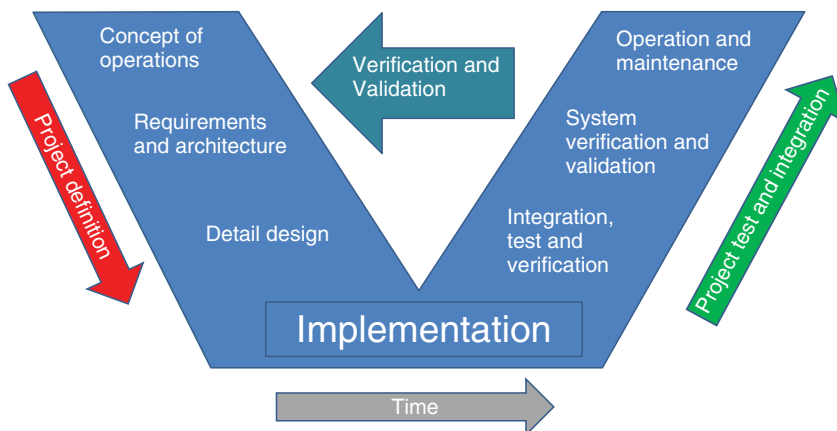 Concept of
operations
Requirements
and architecture
Detail design
Project definition
Verification and
Validation
Operation and
maintenance
System
verification and
validation
Integration,
test and
verification
Project test and integration
Implementation
Time